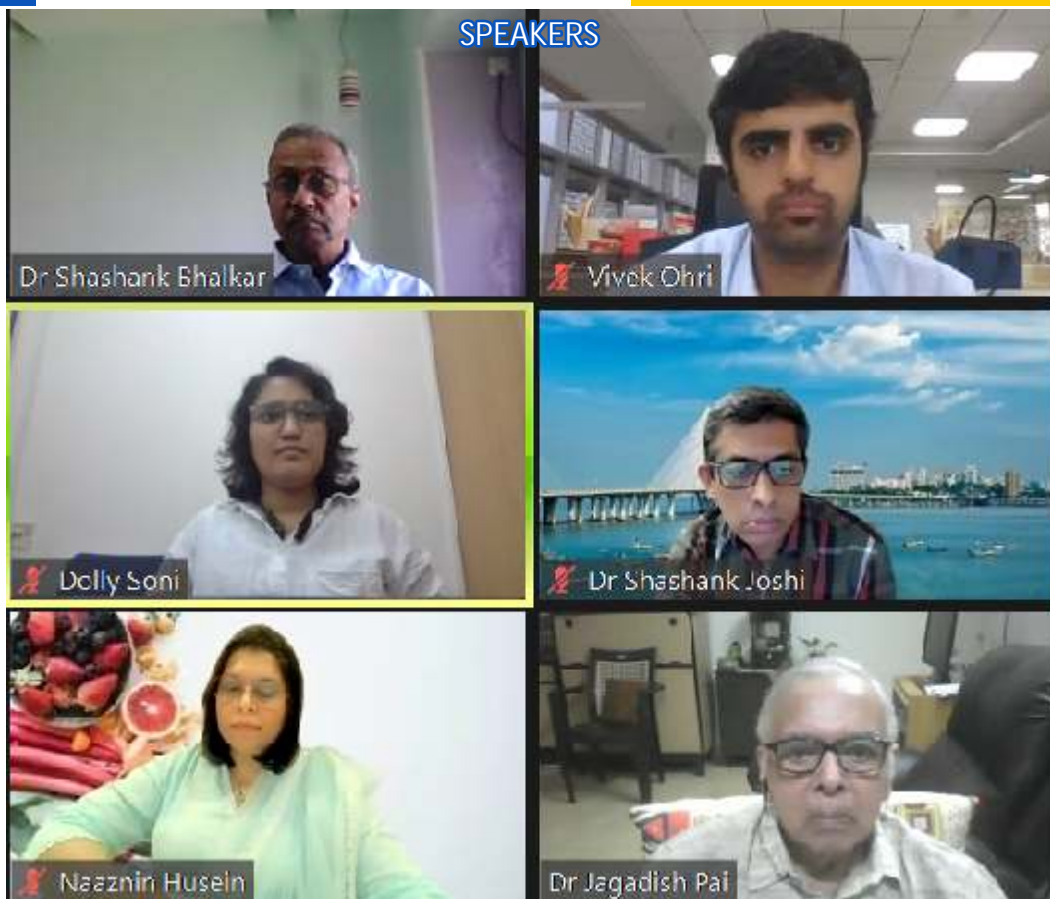 SPEAKERS
Dr Shashank Bhalkar
Vivek Ohri
Dolly Soni
Dr Shashank Joshi
Naaznin Husein
Dr Jagadish Pai